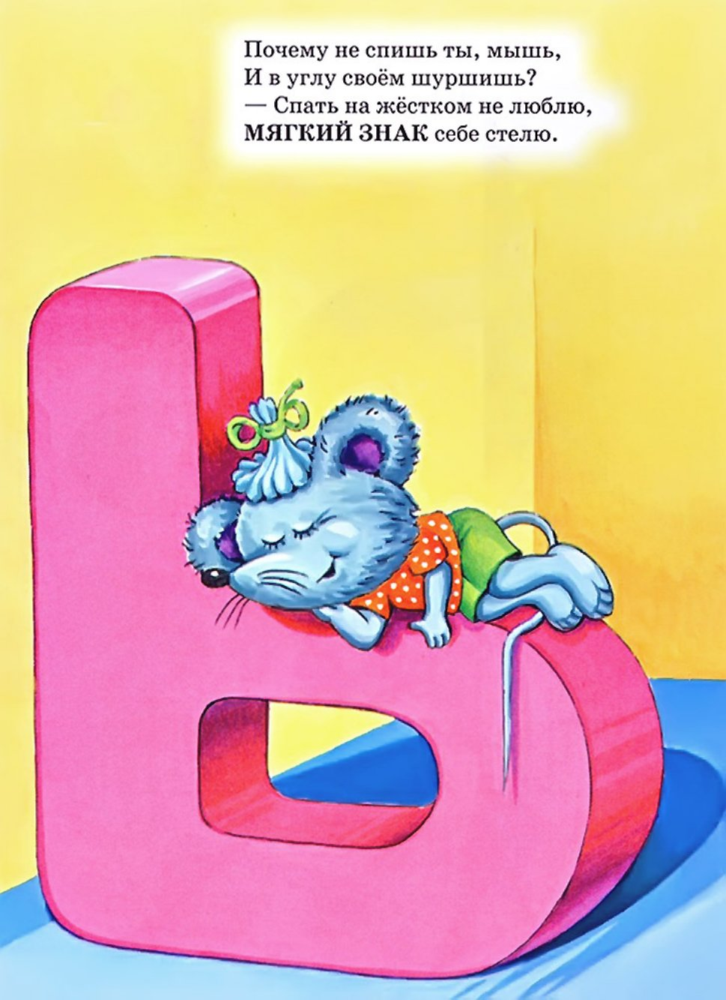 Почему не спишь ты, мышь,
И в углу своём шуршишь?
— Спать на жёстком не люблю,
МЯГКИЙ ЗНАК себе стелю.
Ь